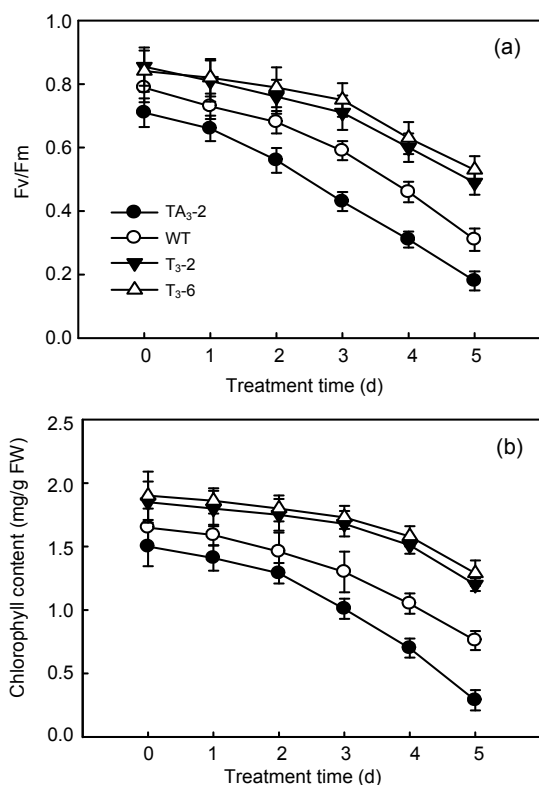 (a)
1.0
0.8
0.6
0.4
0.2
0.0
Fv/Fm
TA3-2
WT
T3-2
T3-6
0 1 2 3 4 5
Treatment time (d)
(b)
2.5
2.0
1.5
1.0
0.5
0.0
Chlorophyll content (mg/g FW)
0 1 2 3 4 5
Treatment time (d)